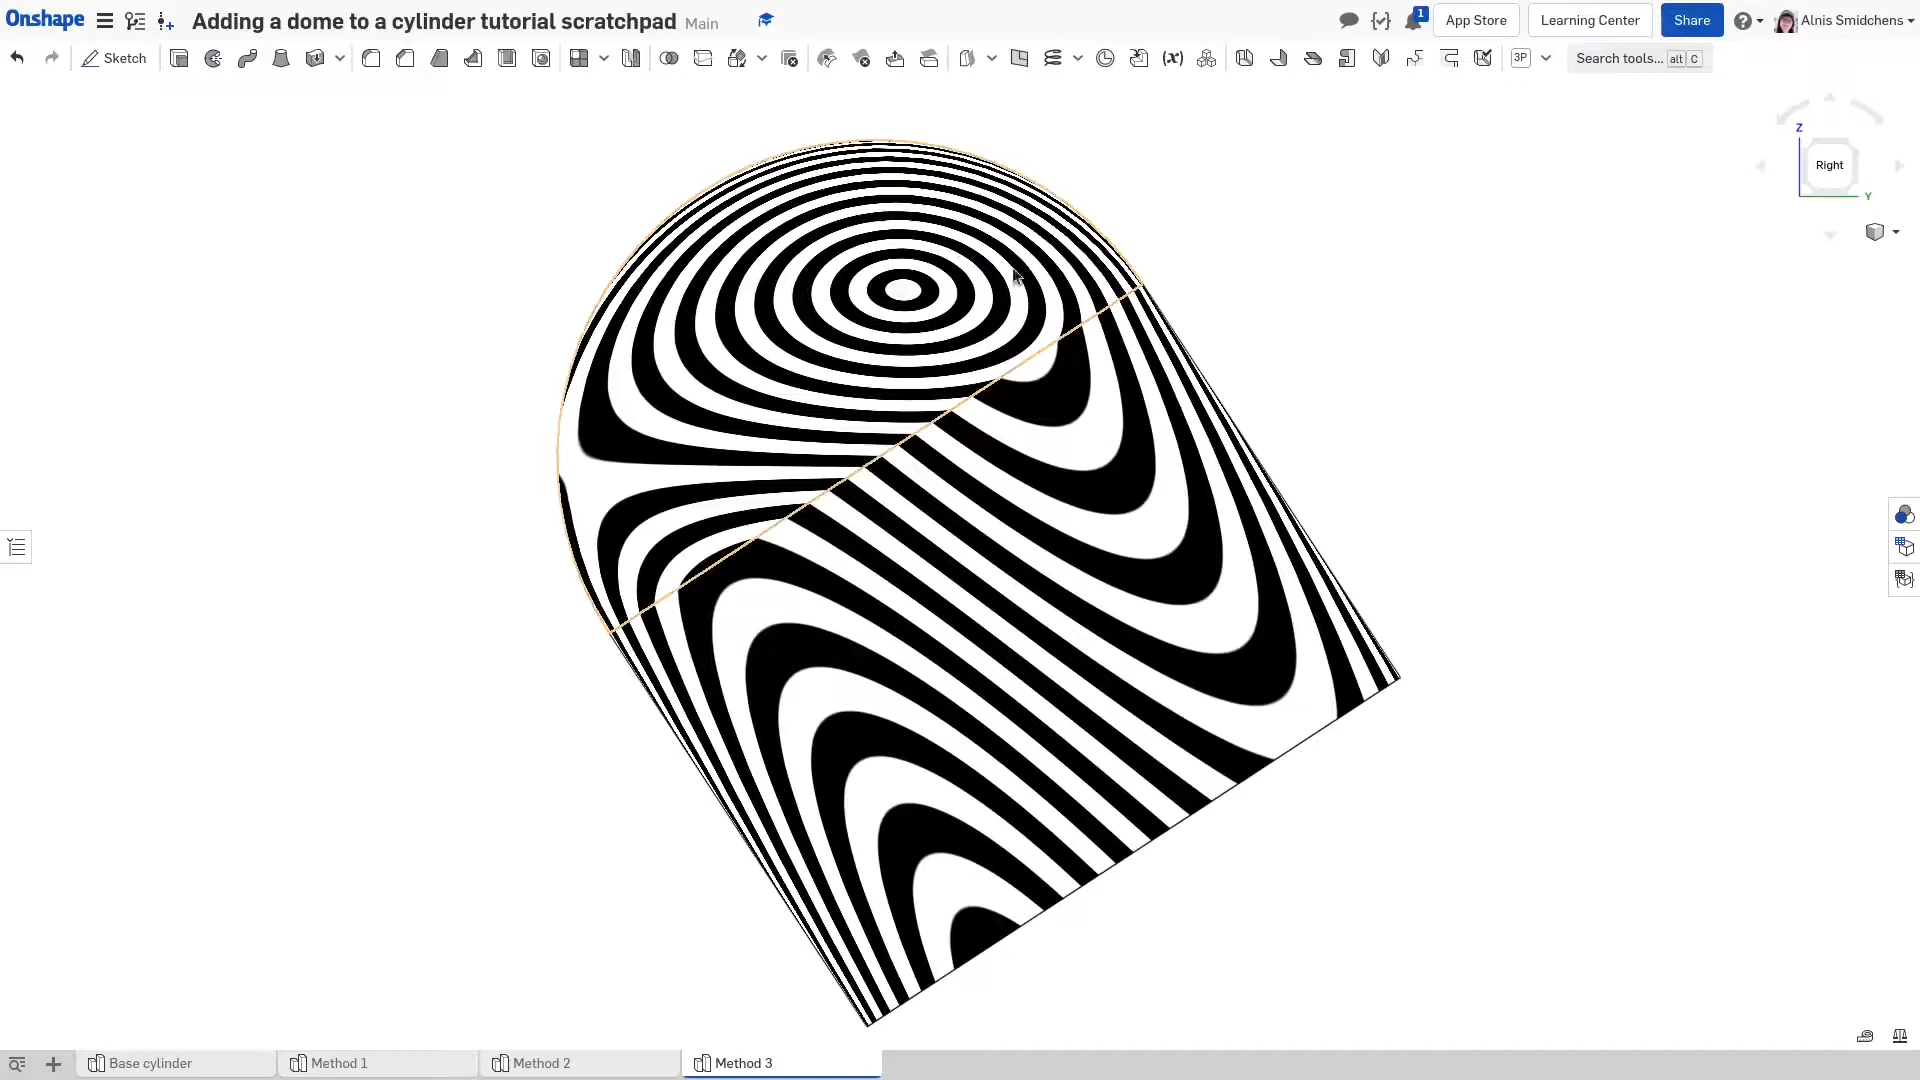 Onshape Adding a dome to a cylinder tutorial scratchpad Main 1 App Store Learning Center Share Alnis Smidchens
Sketch (x) 3P Search tools... alt C
Z
Right
Y
Base cylinder Method 1 Method 2 Method 3